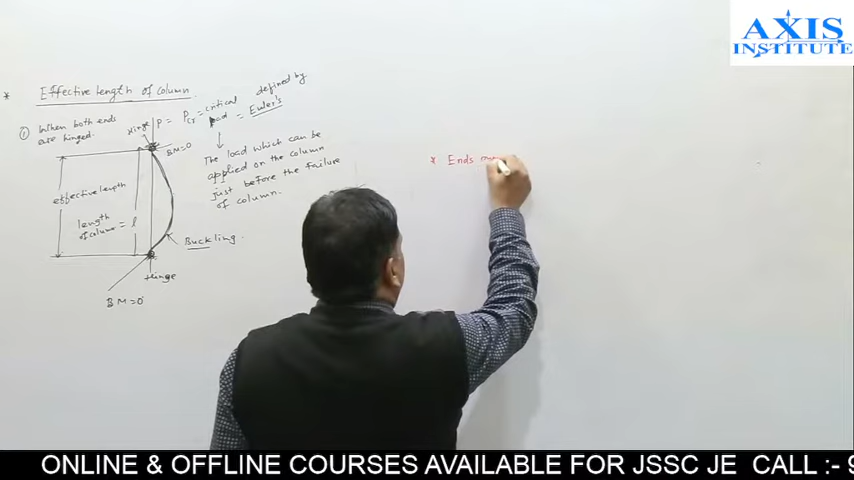 AXIS
INSTITUTE
* Effective length of Column
① When both ends
are hinged.
Hinge
P = Pcr = critical load = defined by Euler's
BM=0
The load which can be
applied on the column
just before the failure
of column.
effective length
length
of column = l
Buckling.
Hinge
BM=0
* Ends
ONLINE & OFFLINE COURSES AVAILABLE FOR JSSC JE CALL :- 9